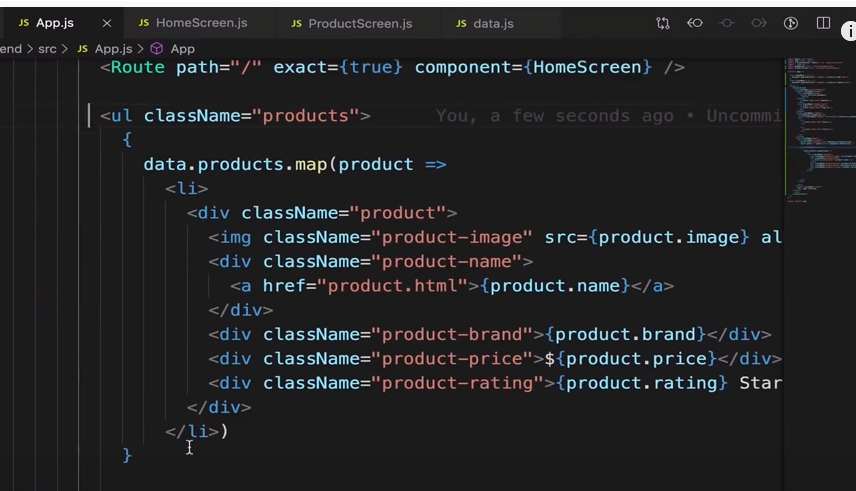 JS App.js × JS HomeScreen.js JS ProductScreen.js JS data.js
end > src > JS App.js > App
<Route path="/" exact={true} component={HomeScreen} />
<ul className="products"> You, a few seconds ago • Uncommi
{
data.products.map(product =>
<li>
<div className="product">
<img className="product-image" src={product.image} al
<div className="product-name">
<a href="product.html">{product.name}</a>
</div>
<div className="product-brand">{product.brand}</div>
<div className="product-price">${product.price}</div>
<div className="product-rating">{product.rating} Star
</div>
</li>)
}